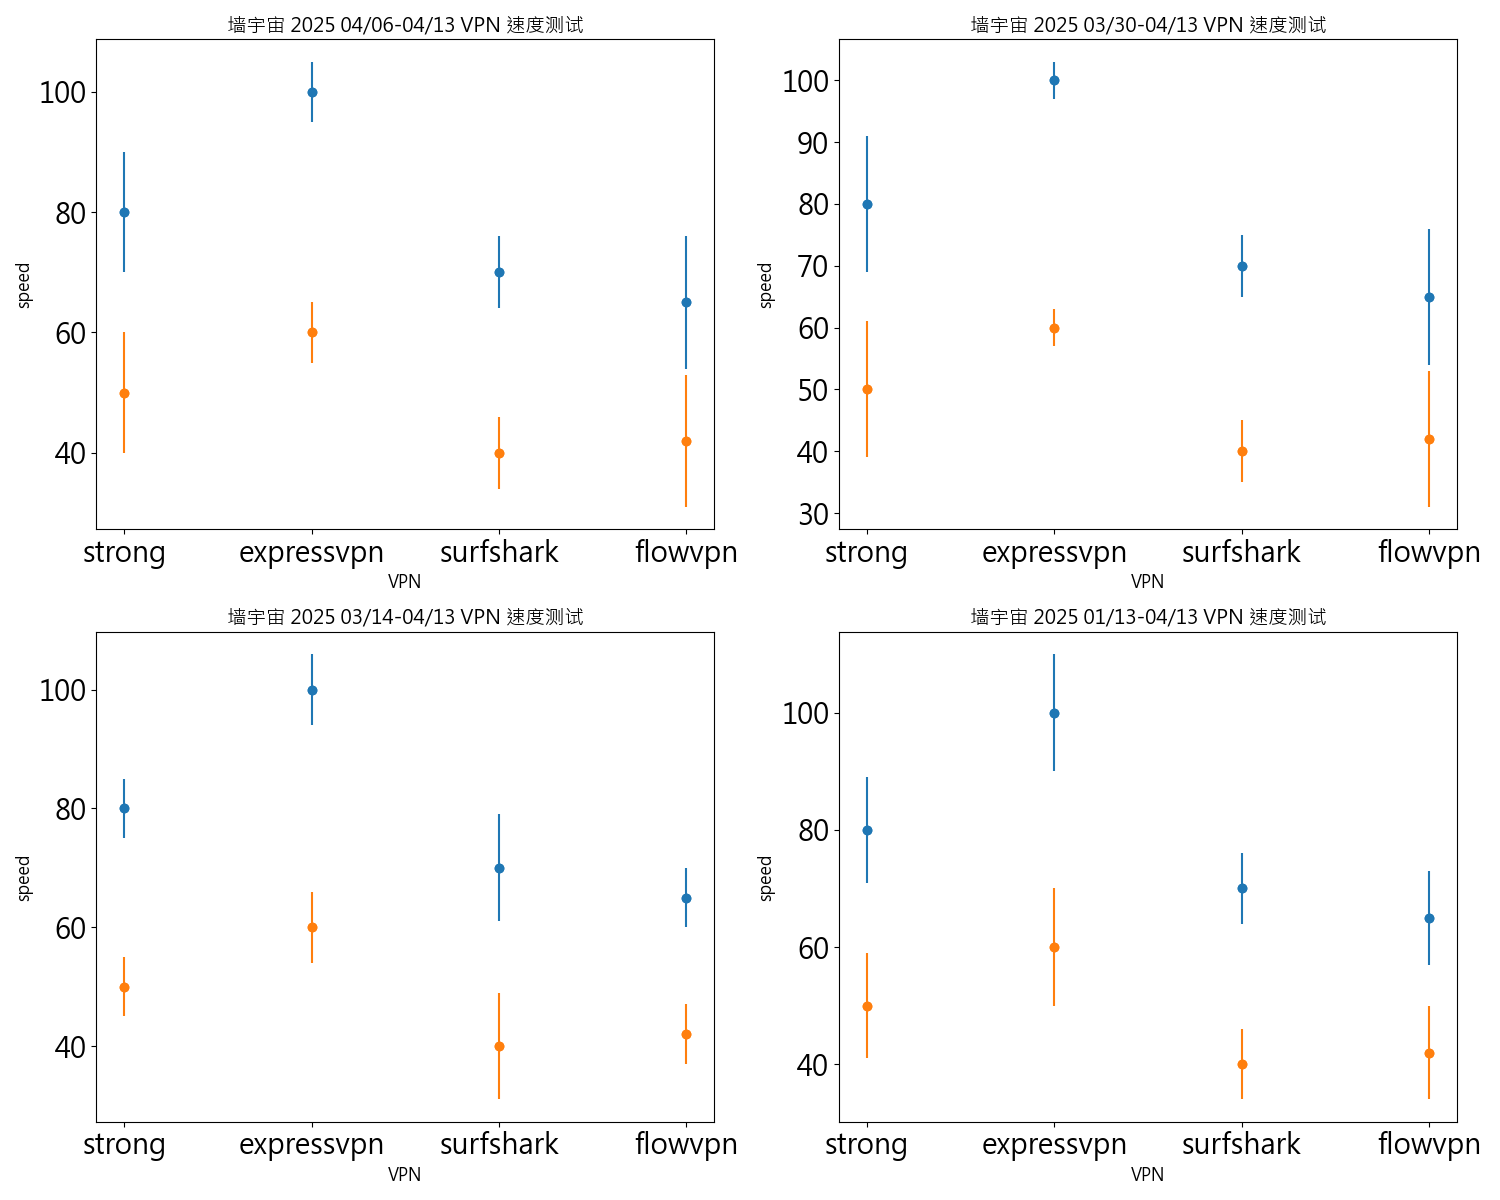 墙宇宙 2025 04/06-04/13 VPN 速度测试
100
80
60
40
speed
strong expressvpn surfshark flowvpn
VPN
墙宇宙 2025 03/30-04/13 VPN 速度测试
100
90
80
70
60
50
40
30
speed
strong expressvpn surfshark flowvpn
VPN
墙宇宙 2025 03/14-04/13 VPN 速度测试
100
80
60
40
speed
strong expressvpn surfshark flowvpn
VPN
墙宇宙 2025 01/13-04/13 VPN 速度测试
100
80
60
40
speed
strong expressvpn surfshark flowvpn
VPN